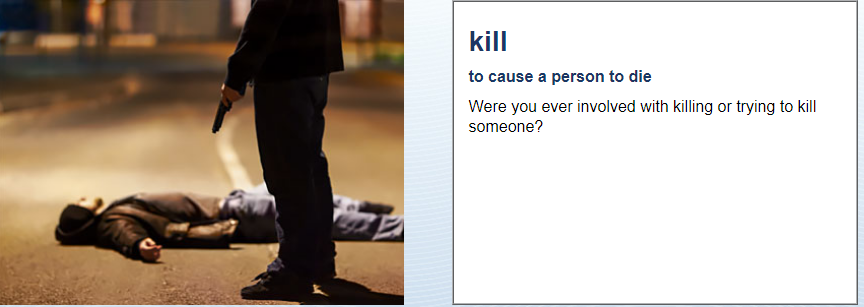 kill
to cause a person to die
Were you ever involved with killing or trying to kill
someone?